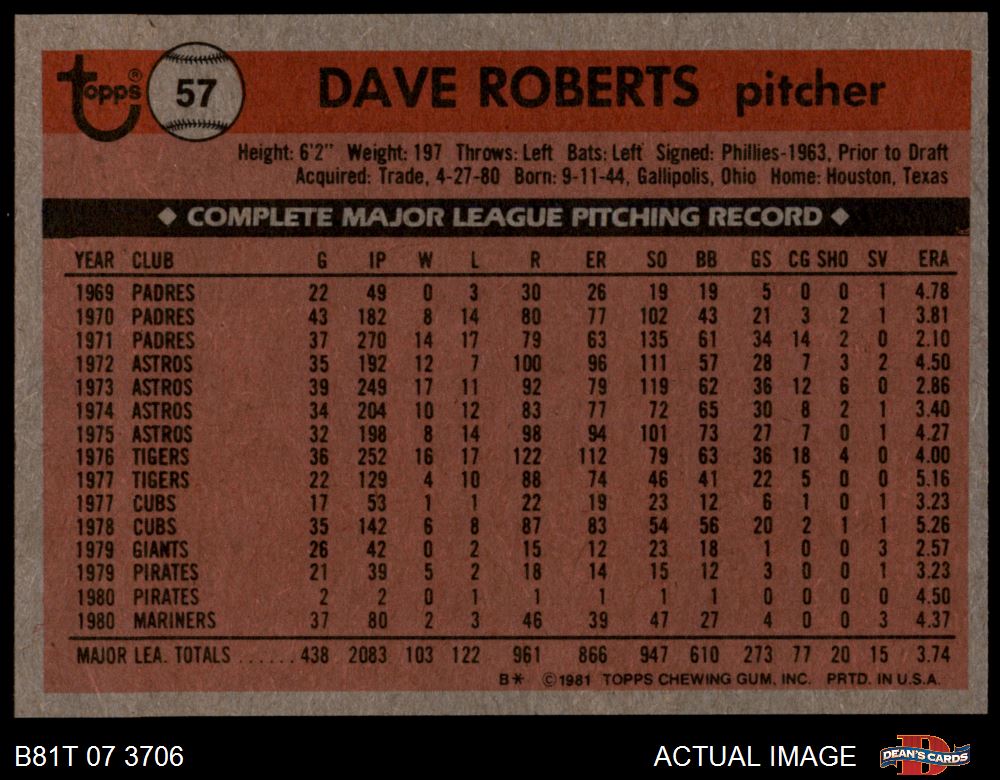 topps® 57 DAVE ROBERTS pitcher
Height: 6'2" Weight: 197 Throws: Left Bats: Left Signed: Phillies-1963, Prior to Draft
Acquired: Trade, 4-27-80 Born: 9-11-44, Gallipolis, Ohio Home: Houston, Texas
◆ COMPLETE MAJOR LEAGUE PITCHING RECORD ◆
YEAR CLUB G IP W L R ER SO BB GS CG SHO SV ERA
1969 PADRES 22 49 0 3 30 26 19 19 5 0 0 1 4.78
1970 PADRES 43 182 8 14 80 77 102 43 21 3 2 1 3.81
1971 PADRES 37 270 14 17 79 63 135 61 34 14 2 0 2.10
1972 ASTROS 35 192 12 7 100 96 111 57 28 7 3 2 4.50
1973 ASTROS 39 249 17 11 92 79 119 62 36 12 6 0 2.86
1974 ASTROS 34 204 10 12 83 77 72 65 30 8 2 1 3.40
1975 ASTROS 32 198 8 14 98 94 101 73 27 7 0 1 4.27
1976 TIGERS 36 252 16 17 122 112 79 63 36 18 4 0 4.00
1977 TIGERS 22 129 4 10 88 74 46 41 22 5 0 0 5.16
1977 CUBS 17 53 1 1 22 19 23 12 6 1 0 1 3.23
1978 CUBS 35 142 6 8 87 83 54 56 20 2 1 1 5.26
1979 GIANTS 26 42 0 2 15 12 23 18 1 0 0 3 2.57
1979 PIRATES 21 39 5 2 18 14 15 12 3 0 0 1 3.23
1980 PIRATES 2 2 0 1 1 1 1 1 0 0 0 0 4.50
1980 MARINERS 37 80 2 3 46 39 47 27 4 0 0 3 4.37
MAJOR LEA. TOTALS ...... 438 2083 103 122 961 866 947 610 273 77 20 15 3.74
B* ©1981 TOPPS CHEWING GUM, INC. PRTD. IN U.S.A.
B81T 07 3706 ACTUAL IMAGE DEAN'S CARDS